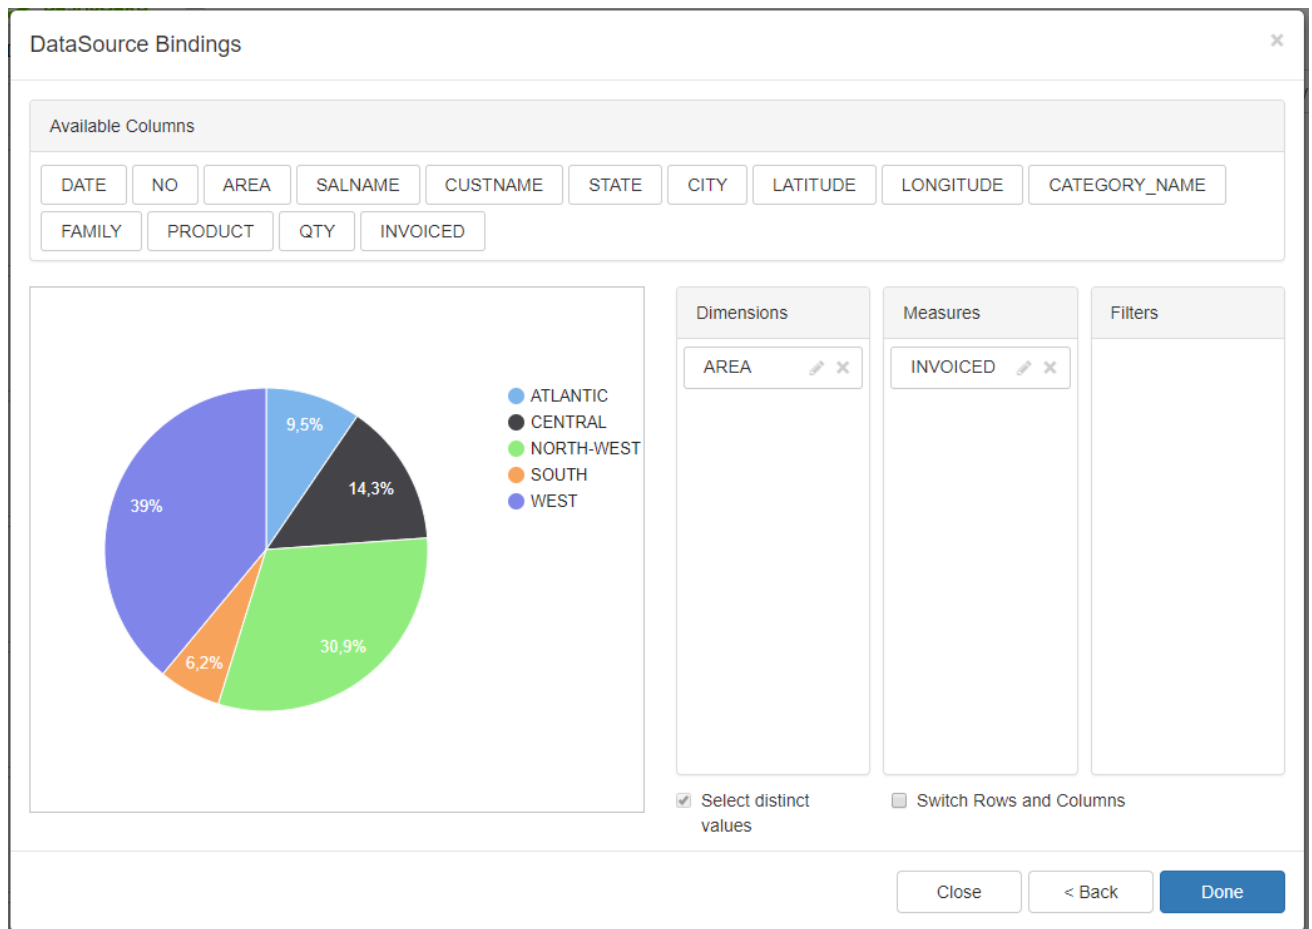 DataSource Bindings ×
Available Columns
DATE NO AREA SALNAME CUSTNAME STATE CITY LATITUDE LONGITUDE CATEGORY_NAME
FAMILY PRODUCT QTY INVOICED
Dimensions Measures Filters
AREA INVOICED
ATLANTIC
CENTRAL
NORTH-WEST
SOUTH
WEST
9,5%
14,3%
39%
30,9%
6,2%
Select distinct
values
Switch Rows and Columns
Close < Back Done